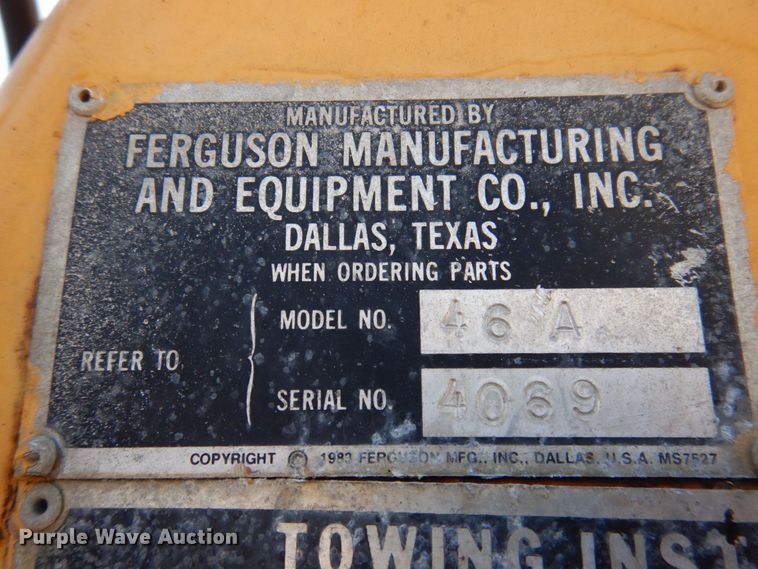 MANUFACTURED BY
FERGUSON MANUFACTURING
AND EQUIPMENT CO., INC.
DALLAS, TEXAS
WHEN ORDERING PARTS
MODEL NO. 46 A
REFER TO
SERIAL NO. 4069
COPYRIGHT © 1983 FERGUSON MFG., INC., DALLAS, U.S.A. MS7527
TOWING INST
Purple Wave Auction